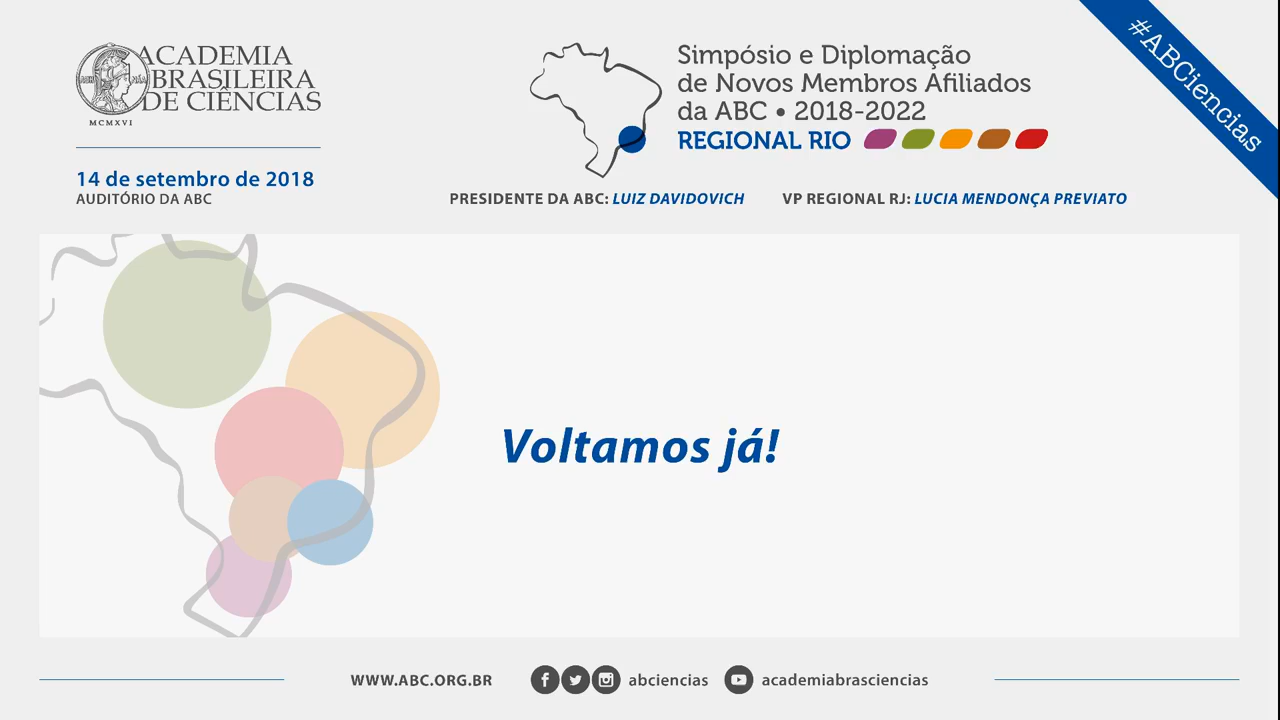 ACADEMIA
BRASILEIRA
DE CIÊNCIAS
MCMXVI
14 de setembro de 2018
AUDITÓRIO DA ABC
Simpósio e Diplomação
de Novos Membros Afiliados
da ABC • 2018-2022
REGIONAL RIO
#ABCiencias
PRESIDENTE DA ABC: LUIZ DAVIDOVICH
VP REGIONAL RJ: LUCIA MENDONÇA PREVIATO
Voltamos já!
WWW.ABC.ORG.BR
abciencias
academiabrasciencias